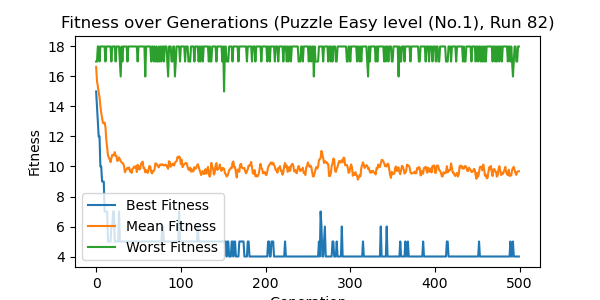 Fitness over Generations (Puzzle Easy level (No.1), Run 82)
Fitness
18
16
14
12
10
8
6
4
Best Fitness
Mean Fitness
Worst Fitness
0
100
200
300
400
500
Generation